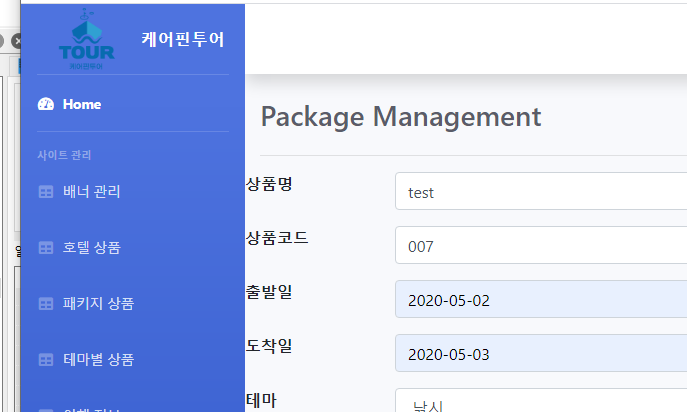 TOUR
케어핀투어
케어핀투어
Home
사이트 관리
배너 관리
호텔 상품
패키지 상품
테마별 상품
Package Management
상품명
test
상품코드
007
출발일
2020-05-02
도착일
2020-05-03
테마
낚시